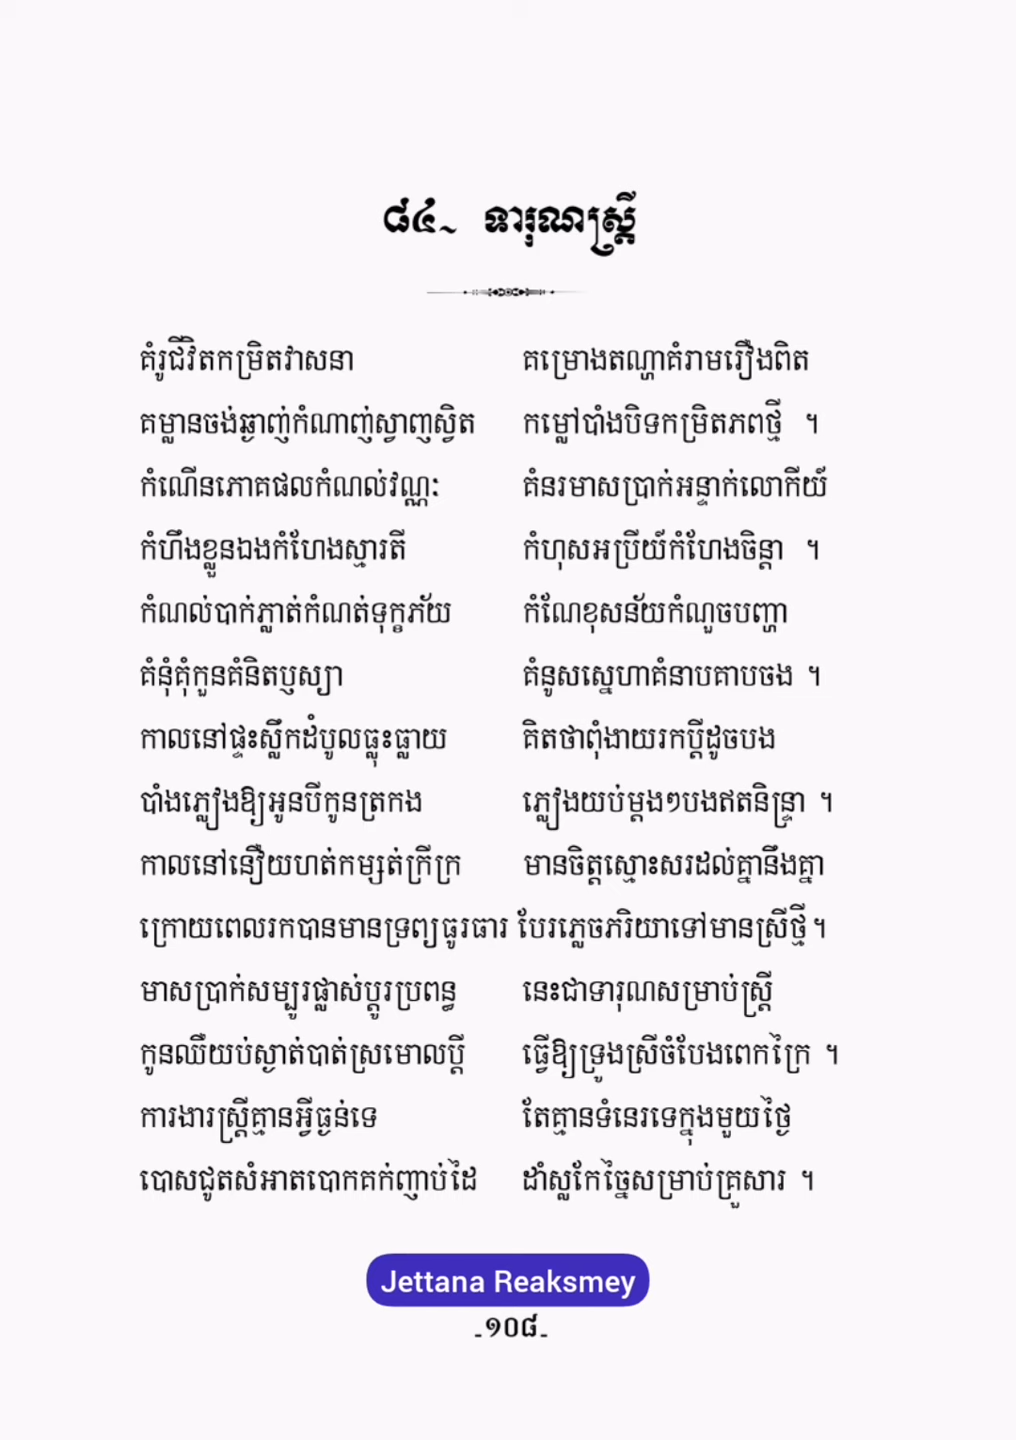 ៨៤~ ទារុណស្ត្រី
គំរូជីវិតកម្រិតវាសនា គម្រោងតណ្ហាគំរាមរឿងពិត
គម្លានចង់ឆ្ងាញ់កំណាញ់ស្វាញស្វិត កម្លៅបាំងបិទកម្រិតភពថ្មី ។
កំណើនភោគផលកំណល់វណ្ណៈ គំនរមាសប្រាក់អន្ទាក់លោកីយ៍
កំហឹងខ្លួនឯងកំហែងស្មារតី កំហុសអប្រីយ៍កំហែងចិន្តា ។
កំណល់បាក់ភ្លាត់កំណត់ទុក្ខភ័យ កំណែខុសន័យកំណួចបញ្ហា
គំនុំគុំកួនគំនិតឫស្យា គំនូសស្នេហាគំនាបគាបចង ។
កាលនៅផ្ទះស្លឹកដំបូលធ្លុះធ្លាយ គិតថាពុំងាយរកប្ដីដូចបង
បាំងភ្លៀងឱ្យអូនបីកូនត្រកង ភ្លៀងយប់ម្ដងៗបងឥតនិន្ទ្រា ។
កាលនៅនឿយហត់កម្សត់ក្រីក្រ មានចិត្តស្មោះសរដល់គ្នានឹងគ្នា
ក្រោយពេលរកបានមានទ្រព្យធូរធារ បែរភ្លេចភរិយាទៅមានស្រីថ្មី។
មាសប្រាក់សម្បូរផ្លាស់ប្ដូរប្រពន្ធ នេះជាទារុណសម្រាប់ស្ត្រី
កូនឈឺយប់ស្ងាត់បាត់ស្រមោលប្ដី ធ្វើឱ្យទ្រូងស្រីចំបែងពេកក្រៃ ។
ការងារស្ត្រីគ្មានអ្វីធ្ងន់ទេ តែគ្មានទំនេរទេក្នុងមួយថ្ងៃ
បោសជូតសំអាតបោកគក់ញាប់ដៃ ដាំស្លកែច្នៃសម្រាប់គ្រួសារ ។
Jettana Reaksmey
-១០៨-